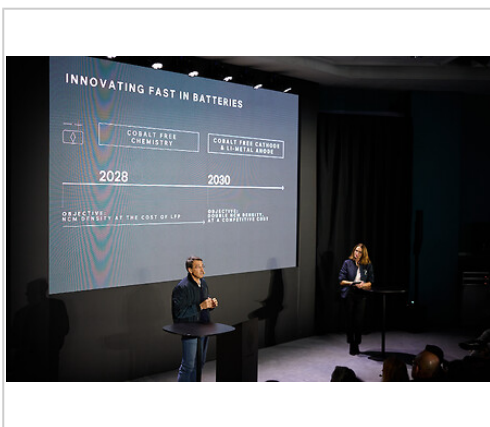 INNOVATING FAST IN BATTERIES
COBALT FREE
CHEMISTRY
COBALT FREE CATHODE
& LI-METAL ANODE
2028
2030
OBJECTIVE:
NCM DENSITY AT THE COST OF LFP
OBJECTIVE:
DOUBLE NCM DENSITY,
AT A COMPETITIVE COST